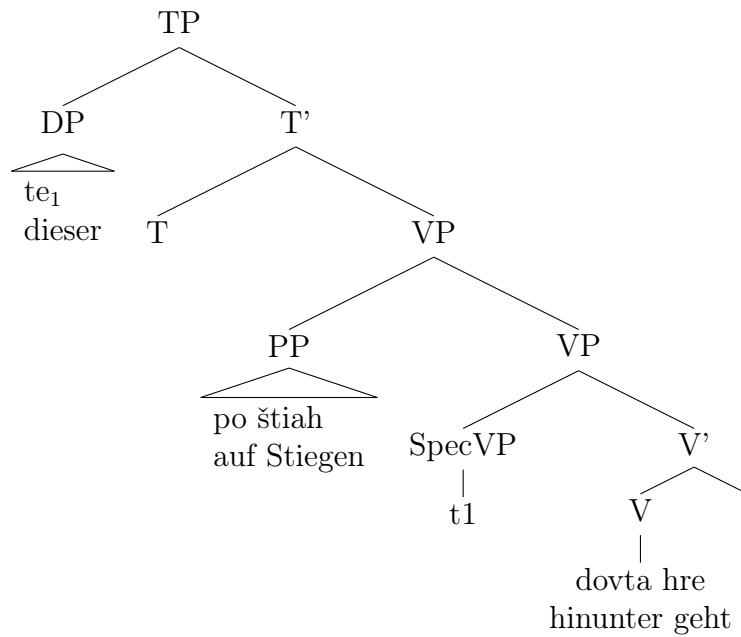 TP
DP T'
te₁
dieser
T VP
PP VP
po štiah
auf Stiegen
SpecVP V'
t1 V
dovta hre
hinunter geht